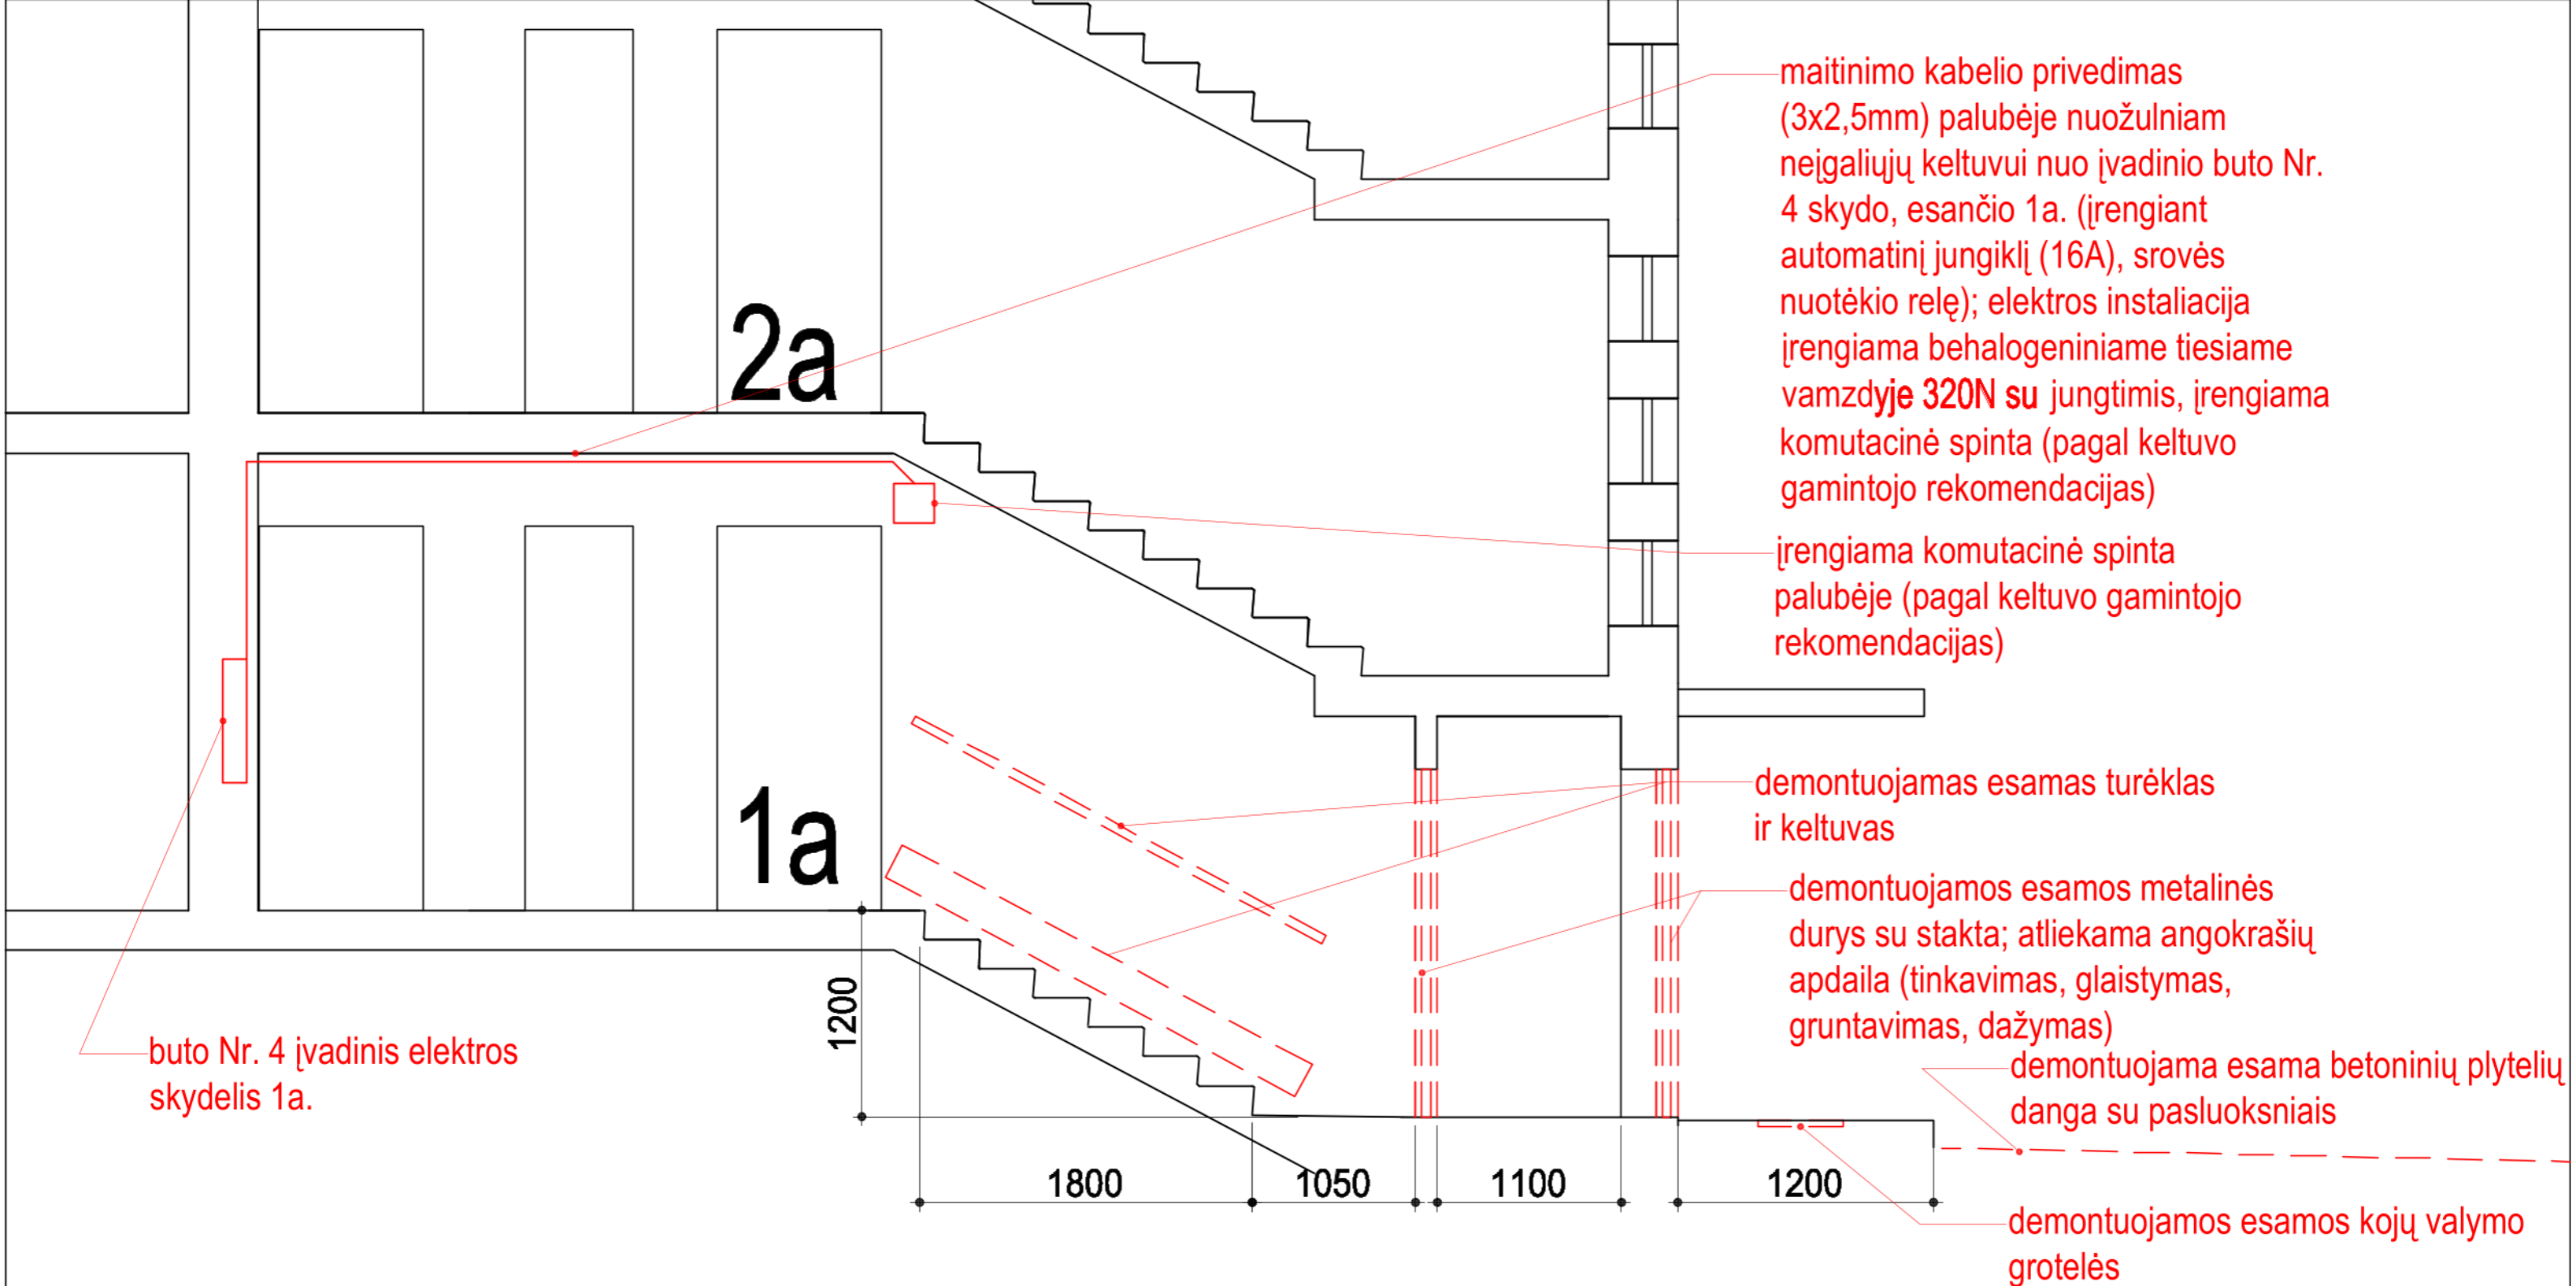 maitinimo kabelio privedimas
(3x2,5mm) palubėje nuožulniam
neįgaliųjų keltuvui nuo įvadinio buto Nr.
4 skydo, esančio 1a. (įrengiant
automatinį jungiklį (16A), srovės
nuotėkio relę); elektros instaliacija
įrengiama behalogeniniame tiesiame
vamzdyje 320N su jungtimis, įrengiama
komutacinė spinta (pagal keltuvo
gamintojo rekomendacijas)
2a
įrengiama komutacinė spinta
palubėje (pagal keltuvo gamintojo
rekomendacijas)
1a
demontuojamas esamas turėklas
ir keltuvas
demontuojamos esamos metalinės
durys su stakta; atliekama angokrašių
apdaila (tinkavimas, glaistymas,
gruntavimas, dažymas)
1200
buto Nr. 4 įvadinis elektros
skydelis 1a.
demontuojama esama betoninių plytelių
danga su pasluoksniais
1800
1050
1100
1200
demontuojamos esamos kojų valymo
grotelės